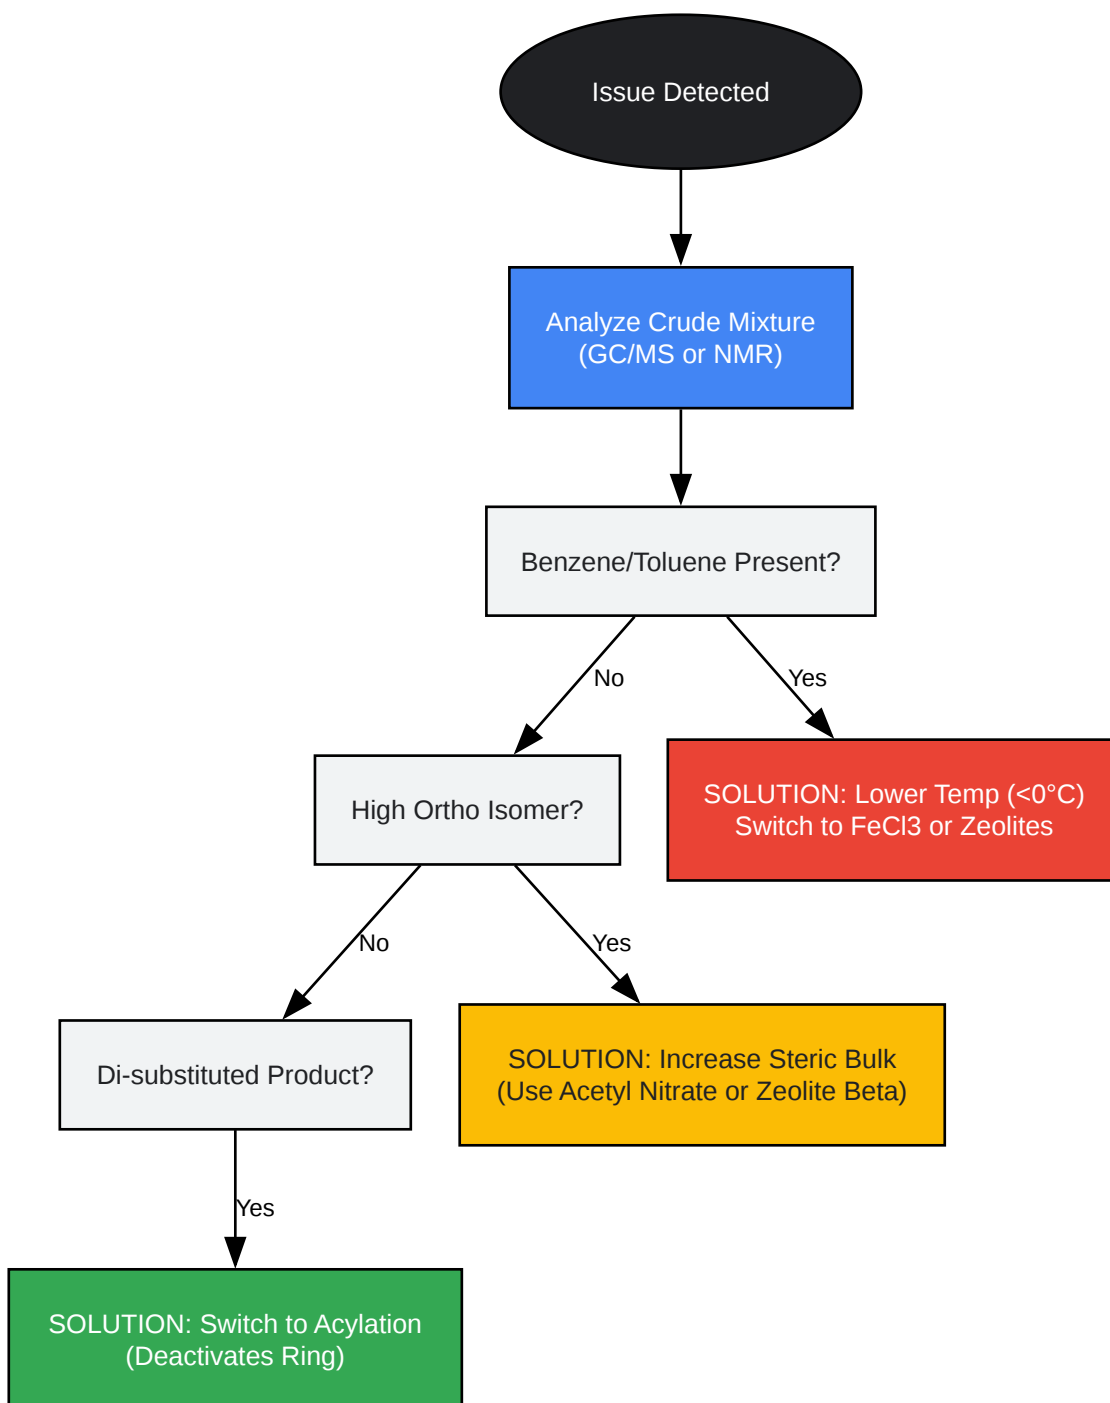 Issue Detected
Analyze Crude Mixture
(GC/MS or NMR)
Benzene/Toluene Present?
No
Yes
High Ortho Isomer?
SOLUTION: Lower Temp (<0°C)
Switch to FeCl3 or Zeolites
No
Yes
Di-substituted Product?
SOLUTION: Increase Steric Bulk
(Use Acetyl Nitrate or Zeolite Beta)
Yes
SOLUTION: Switch to Acylation
(Deactivates Ring)